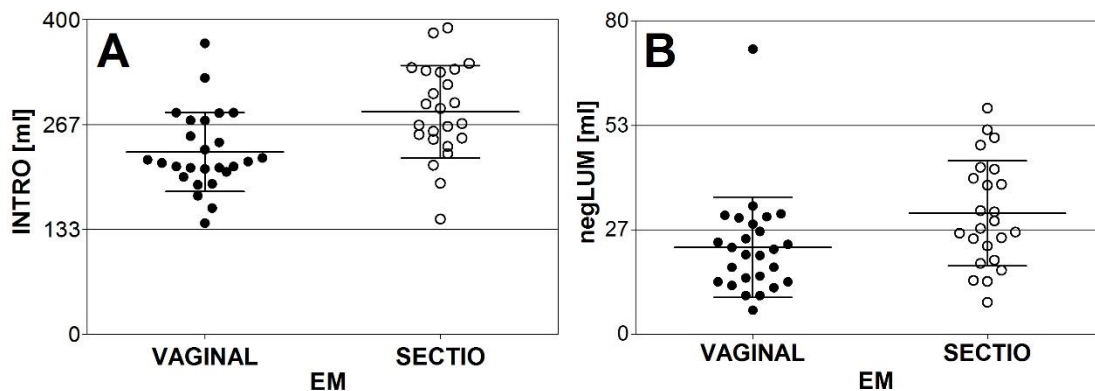 A
INTRO [ml]
400
267
133
0
VAGINAL SECTIO
EM
B
negLUM [ml]
80
53
27
0
VAGINAL SECTIO
EM